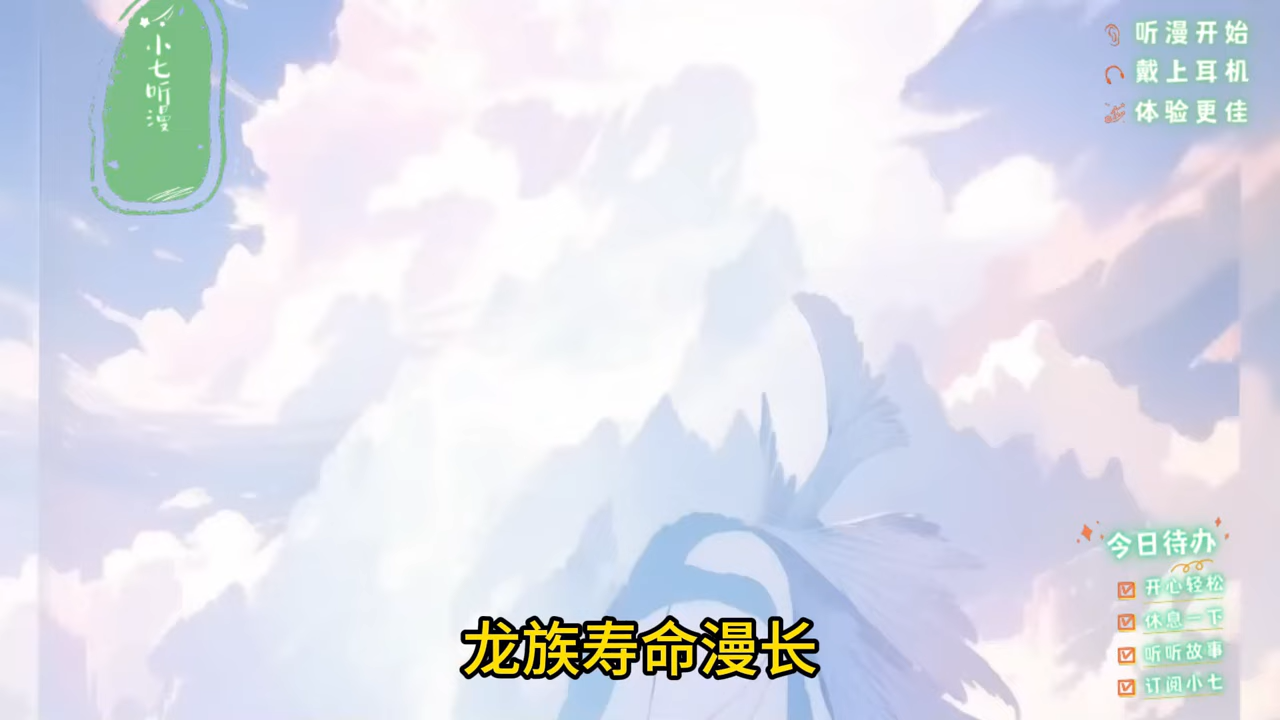 小七听漫
听漫开始
戴上耳机
体验更佳
今日待办
开心轻松
休息一下
听听故事
订阅小七
龙族寿命漫长